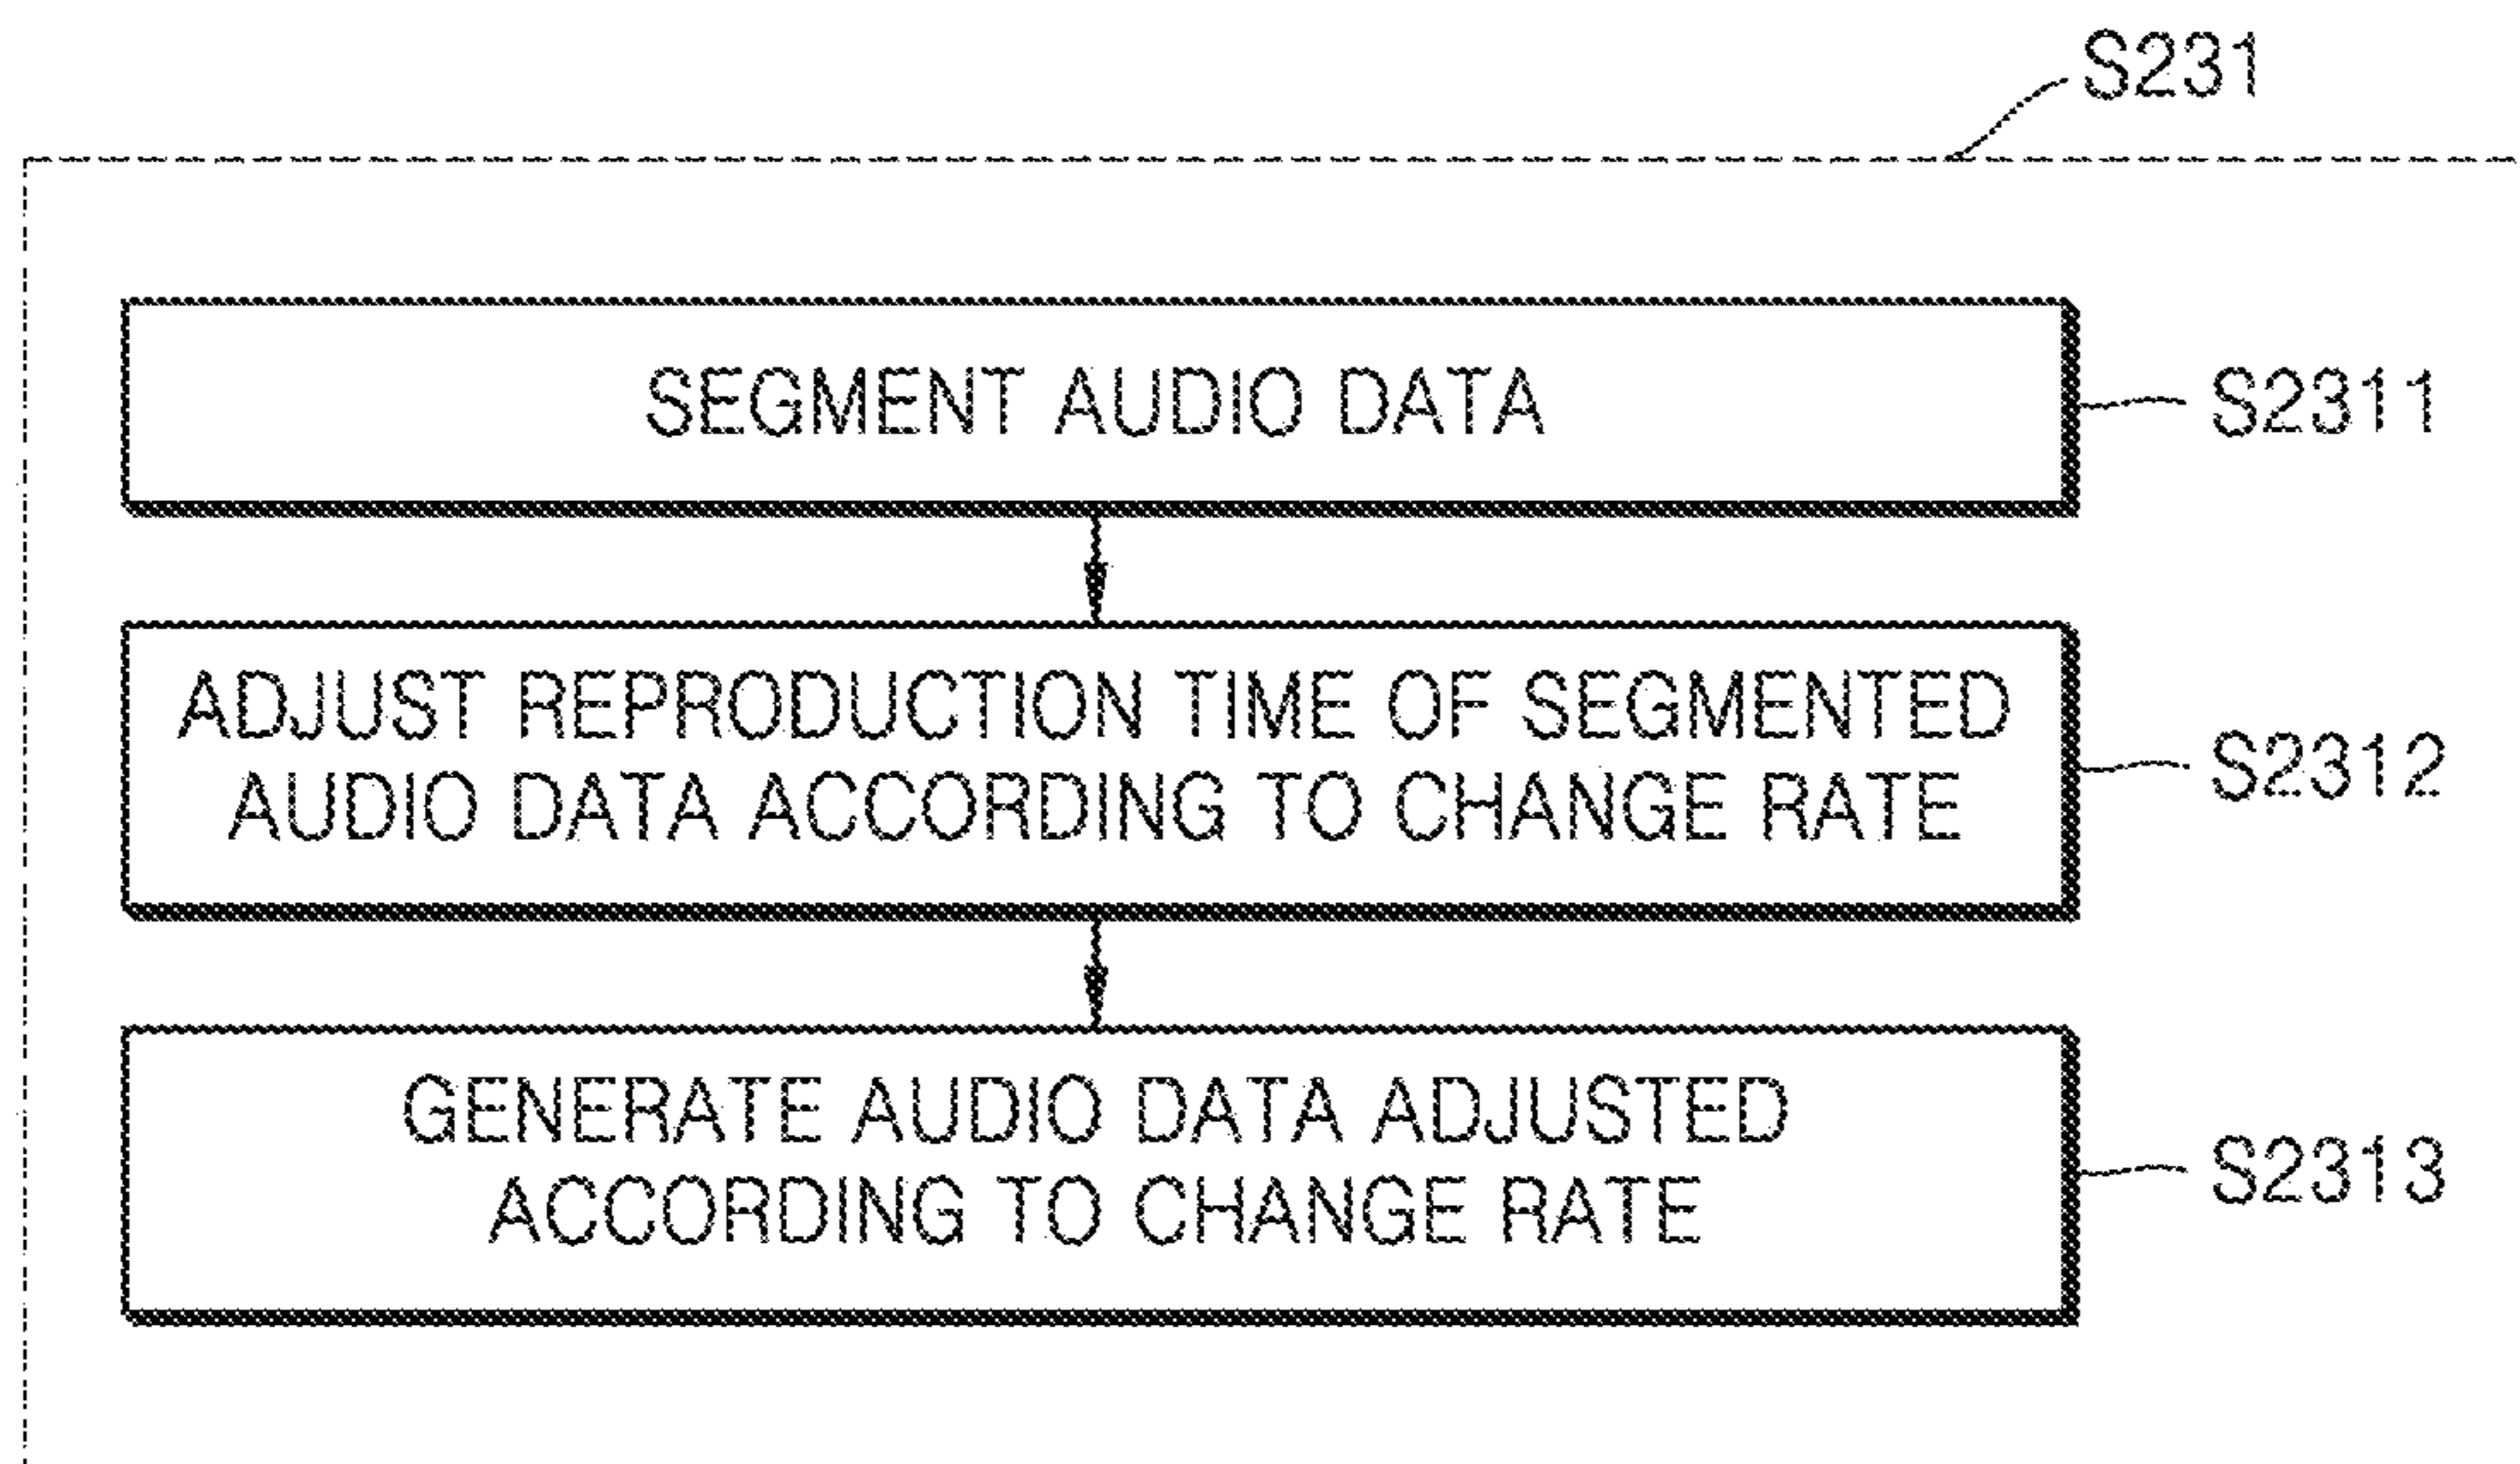 S231
SEGMENT AUDIO DATA
S2311
ADJUST REPRODUCTION TIME OF SEGMENTED
AUDIO DATA ACCORDING TO CHANGE RATE
S2312
GENERATE AUDIO DATA ADJUSTED
ACCORDING TO CHANGE RATE
S2313